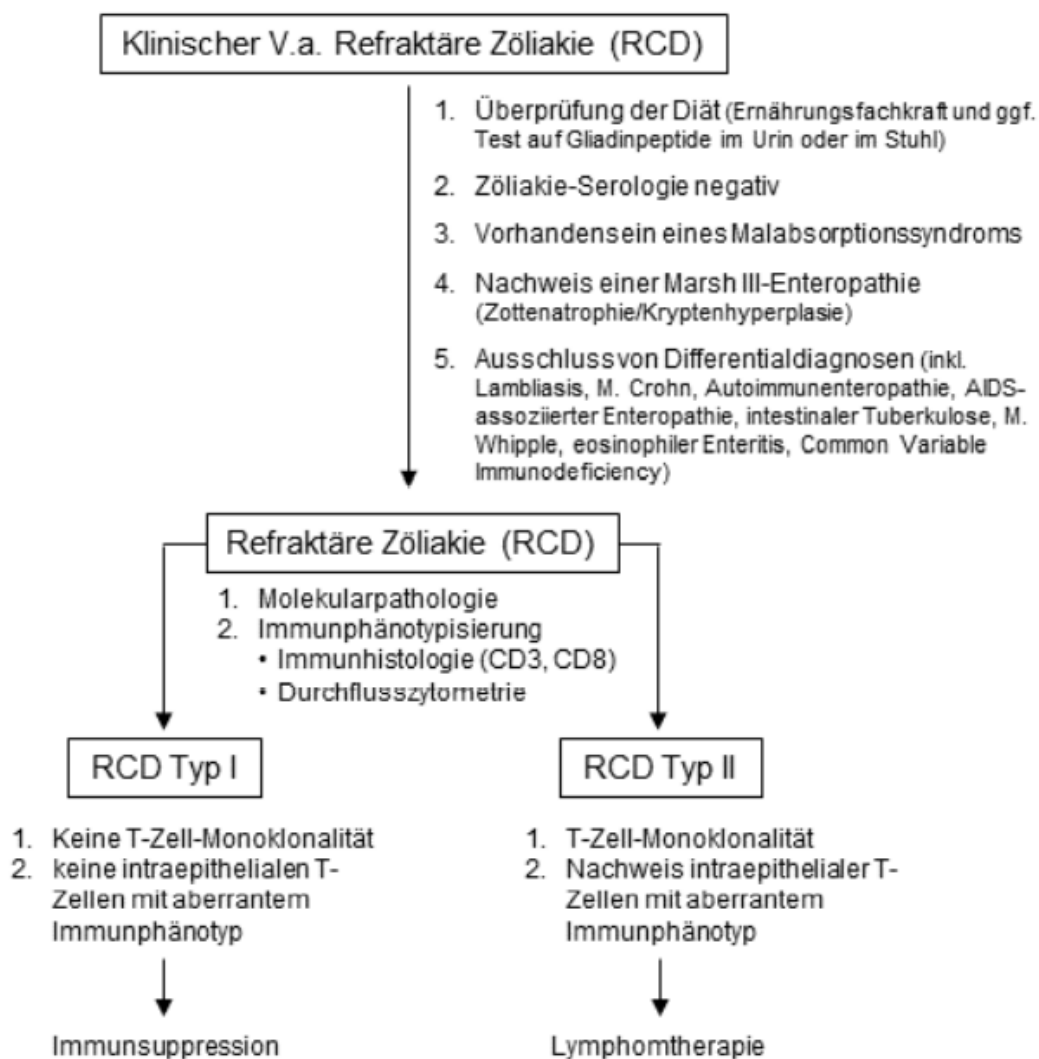 Klinischer V.a. Refraktäre Zöliakie (RCD)
1. Überprüfung der Diät (Ernährungsfachkraft und ggf.
Test auf Gliadinpeptide im Urin oder im Stuhl)
2. Zöliakie-Serologie negativ
3. Vorhandensein eines Malabsorptionssyndroms
4. Nachweis einer Marsh III-Enteropathie
(Zottenatrophie/Kryptenhyperplasie)
5. Ausschluss von Differentialdiagnosen (inkl.
Lambliasis, M. Crohn, Autoimmunenteropathie, AIDS-
assoziierter Enteropathie, intestinaler Tuberkulose, M.
Whipple, eosinophiler Enteritis, Common Variable
Immunodeficiency)
Refraktäre Zöliakie (RCD)
1. Molekularpathologie
2. Immunphänotypisierung
• Immunhistologie (CD3, CD8)
• Durchflusszytometrie
RCD Typ I
1. Keine T-Zell-Monoklonalität
2. keine intraepithelialen T-
Zellen mit aberrantem
Immunphänotyp
Immunsuppression
RCD Typ II
1. T-Zell-Monoklonalität
2. Nachweis intraepithelialer T-
Zellen mit aberrantem
Immunphänotyp
Lymphomtherapie